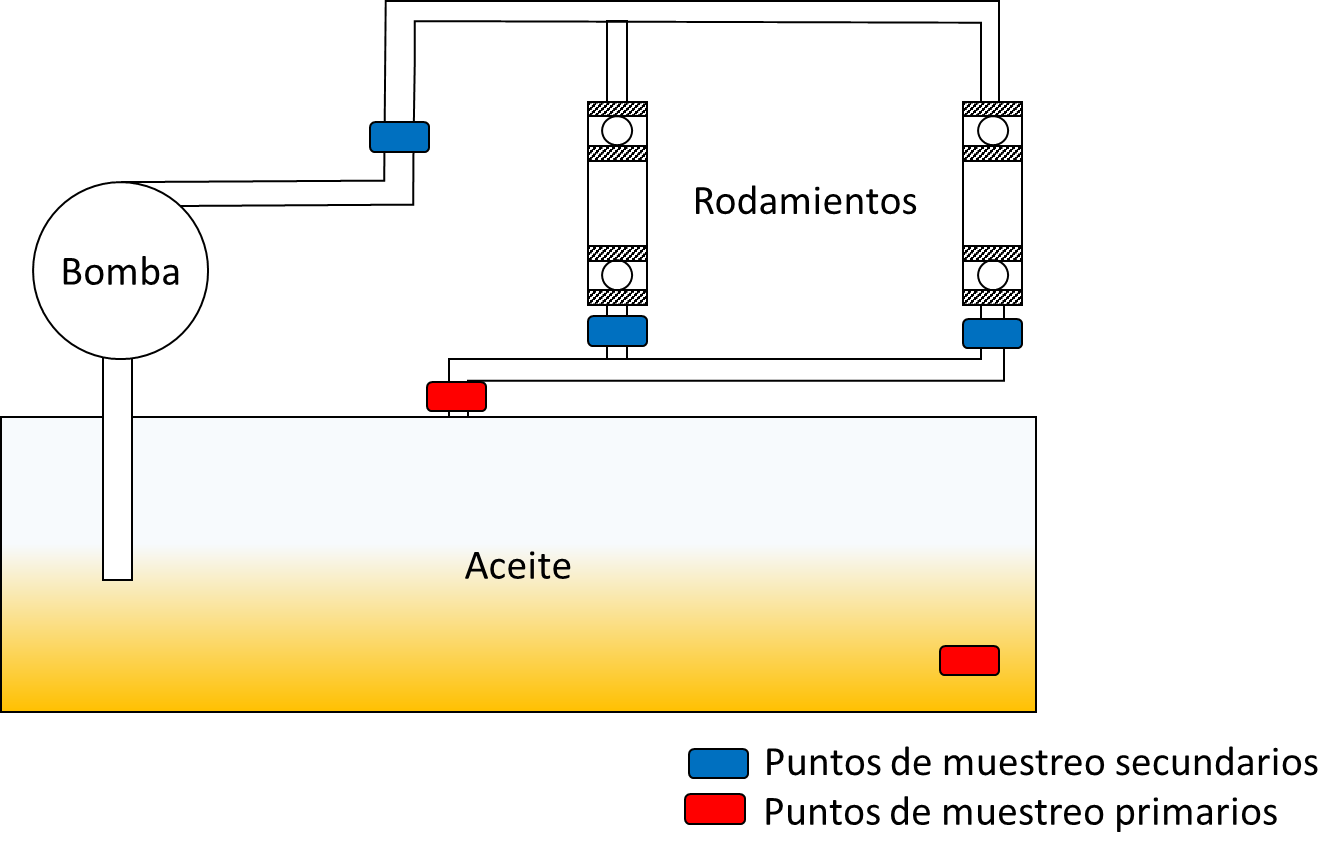 Rodamientos
Bomba
Aceite
Puntos de muestreo secundarios
Puntos de muestreo primarios